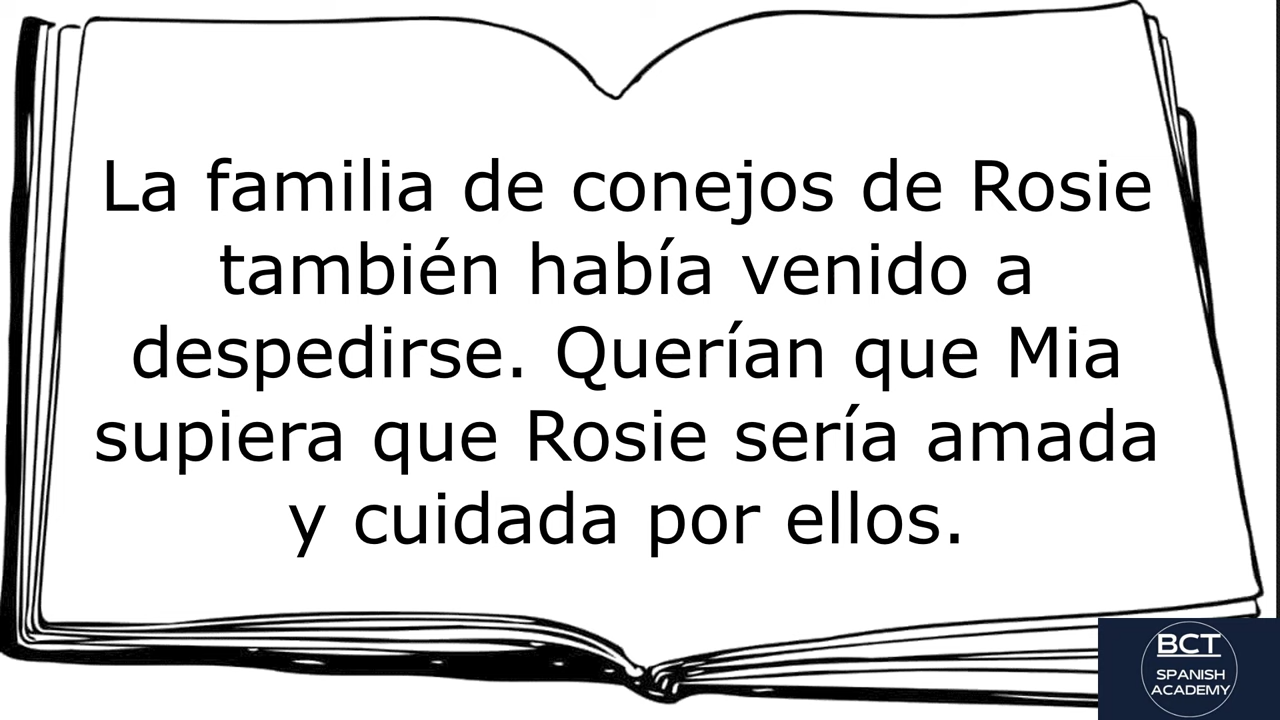 La familia de conejos de Rosie
también había venido a
despedirse. Querían que Mia
supiera que Rosie sería amada
y cuidada por ellos.
BCT
SPANISH
ACADEMY